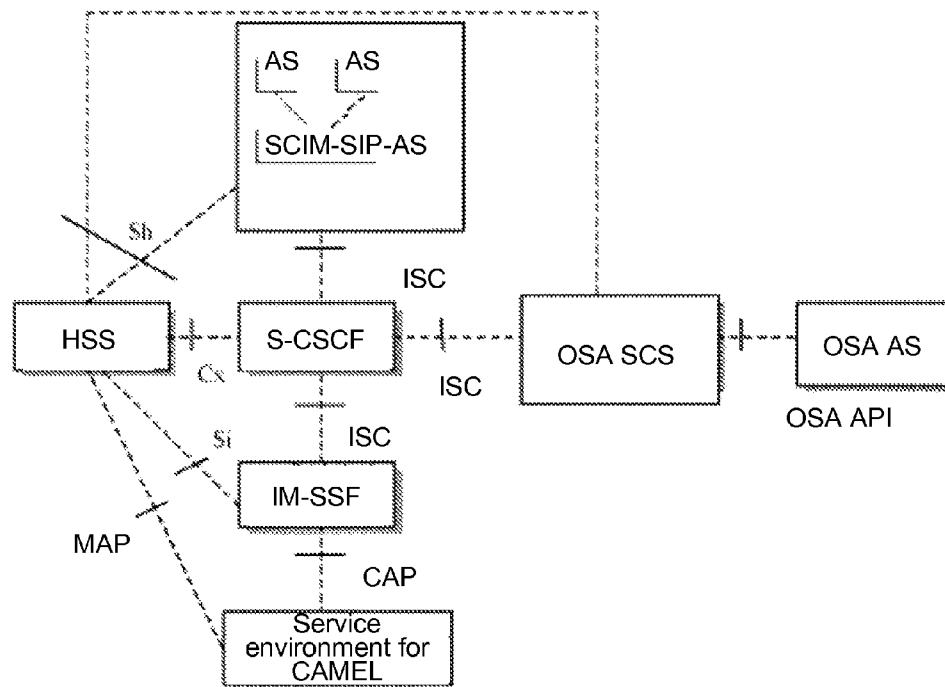 AS AS
SCIM-SIP-AS
Sh
ISC
HSS
S-CSCF
OSA SCS
OSA AS
Cx
ISC
OSA API
Si
ISC
IM-SSF
MAP
CAP
Service
environment for
CAMEL